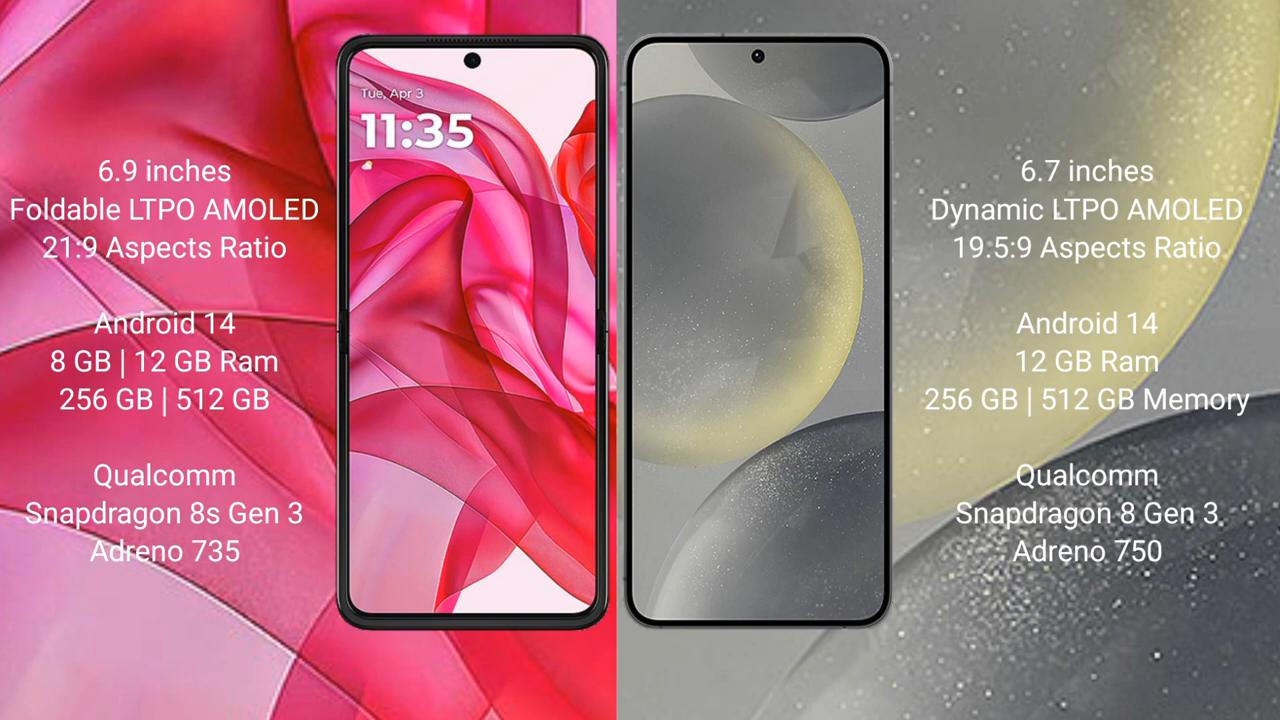 6.9 inches
Foldable LTPO AMOLED
21:9 Aspects Ratio
Android 14
8 GB | 12 GB Ram
256 GB | 512 GB
Qualcomm
Snapdragon 8s Gen 3
Adreno 735
Tue, Apr 3
11:35
6.7 inches
Dynamic LTPO AMOLED
19.5:9 Aspects Ratio
Android 14
12 GB Ram
256 GB | 512 GB Memory
Qualcomm
Snapdragon 8 Gen 3
Adreno 750